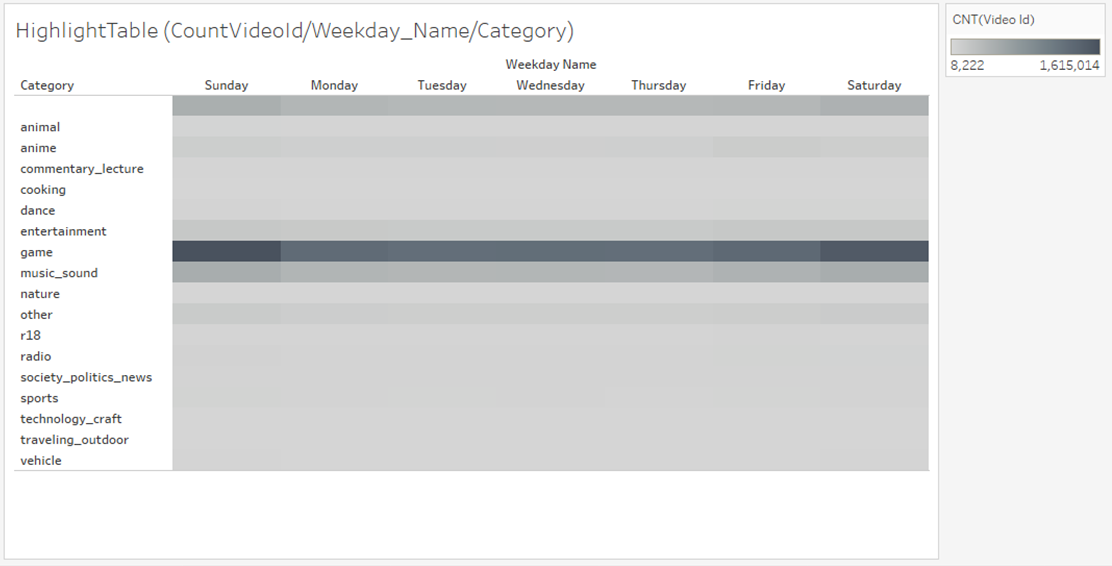 HighlightTable (CountVideoId/Weekday_Name/Category)
CNT(Video Id)
8,222 1,615,014
Weekday Name
Category Sunday Monday Tuesday Wednesday Thursday Friday Saturday
animal
anime
commentary_lecture
cooking
dance
entertainment
game
music_sound
nature
other
r18
radio
society_politics_news
sports
technology_craft
traveling_outdoor
vehicle